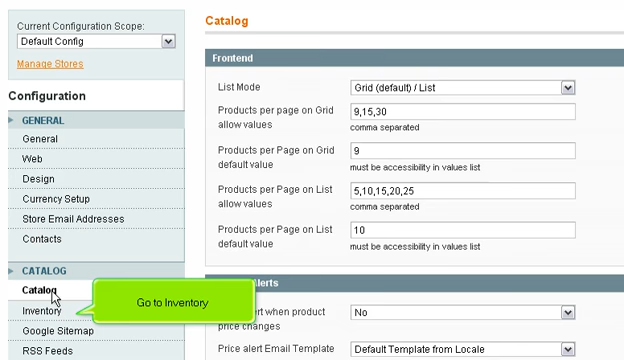 Current Configuration Scope:
Default Config
Manage Stores
Configuration
GENERAL
General
Web
Design
Currency Setup
Store Email Addresses
Contacts
CATALOG
Catalog
Inventory
Google Sitemap
RSS Feeds
Go to Inventory
Catalog
Frontend
List Mode
Grid (default) / List
Products per page on Grid
allow values
9,15,30
comma separated
Products per Page on Grid
default value
9
must be accessibility in values list
Products per Page on List
allow values
5,10,15,20,25
comma separated
Products per Page on List
default value
10
must be accessibility in values list
lerts
ert when product
price changes
No
Price alert Email Template
Default Template from Locale